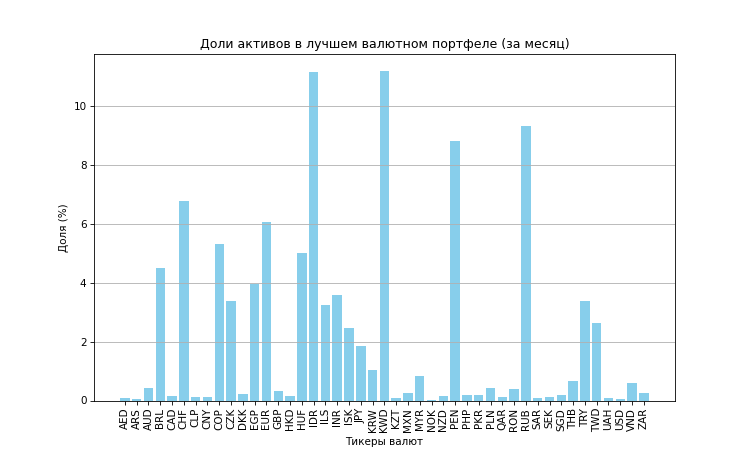 Доли активов в лучшем валютном портфеле (за месяц)
Доля (%)
10
8
6
4
2
0
AED ARS AUD BRL CAD CHF CLP CNY COP CZK DKK EGP EUR GBP HKD HUF IDR ILS INR ISK JPY KRW KWD KZT MXN MYR NOK NZD PEN PHP PKR PLN QAR RON RUB SAR SEK SGD THB TRY TWD UAH USD VND ZAR
Тикеры валют